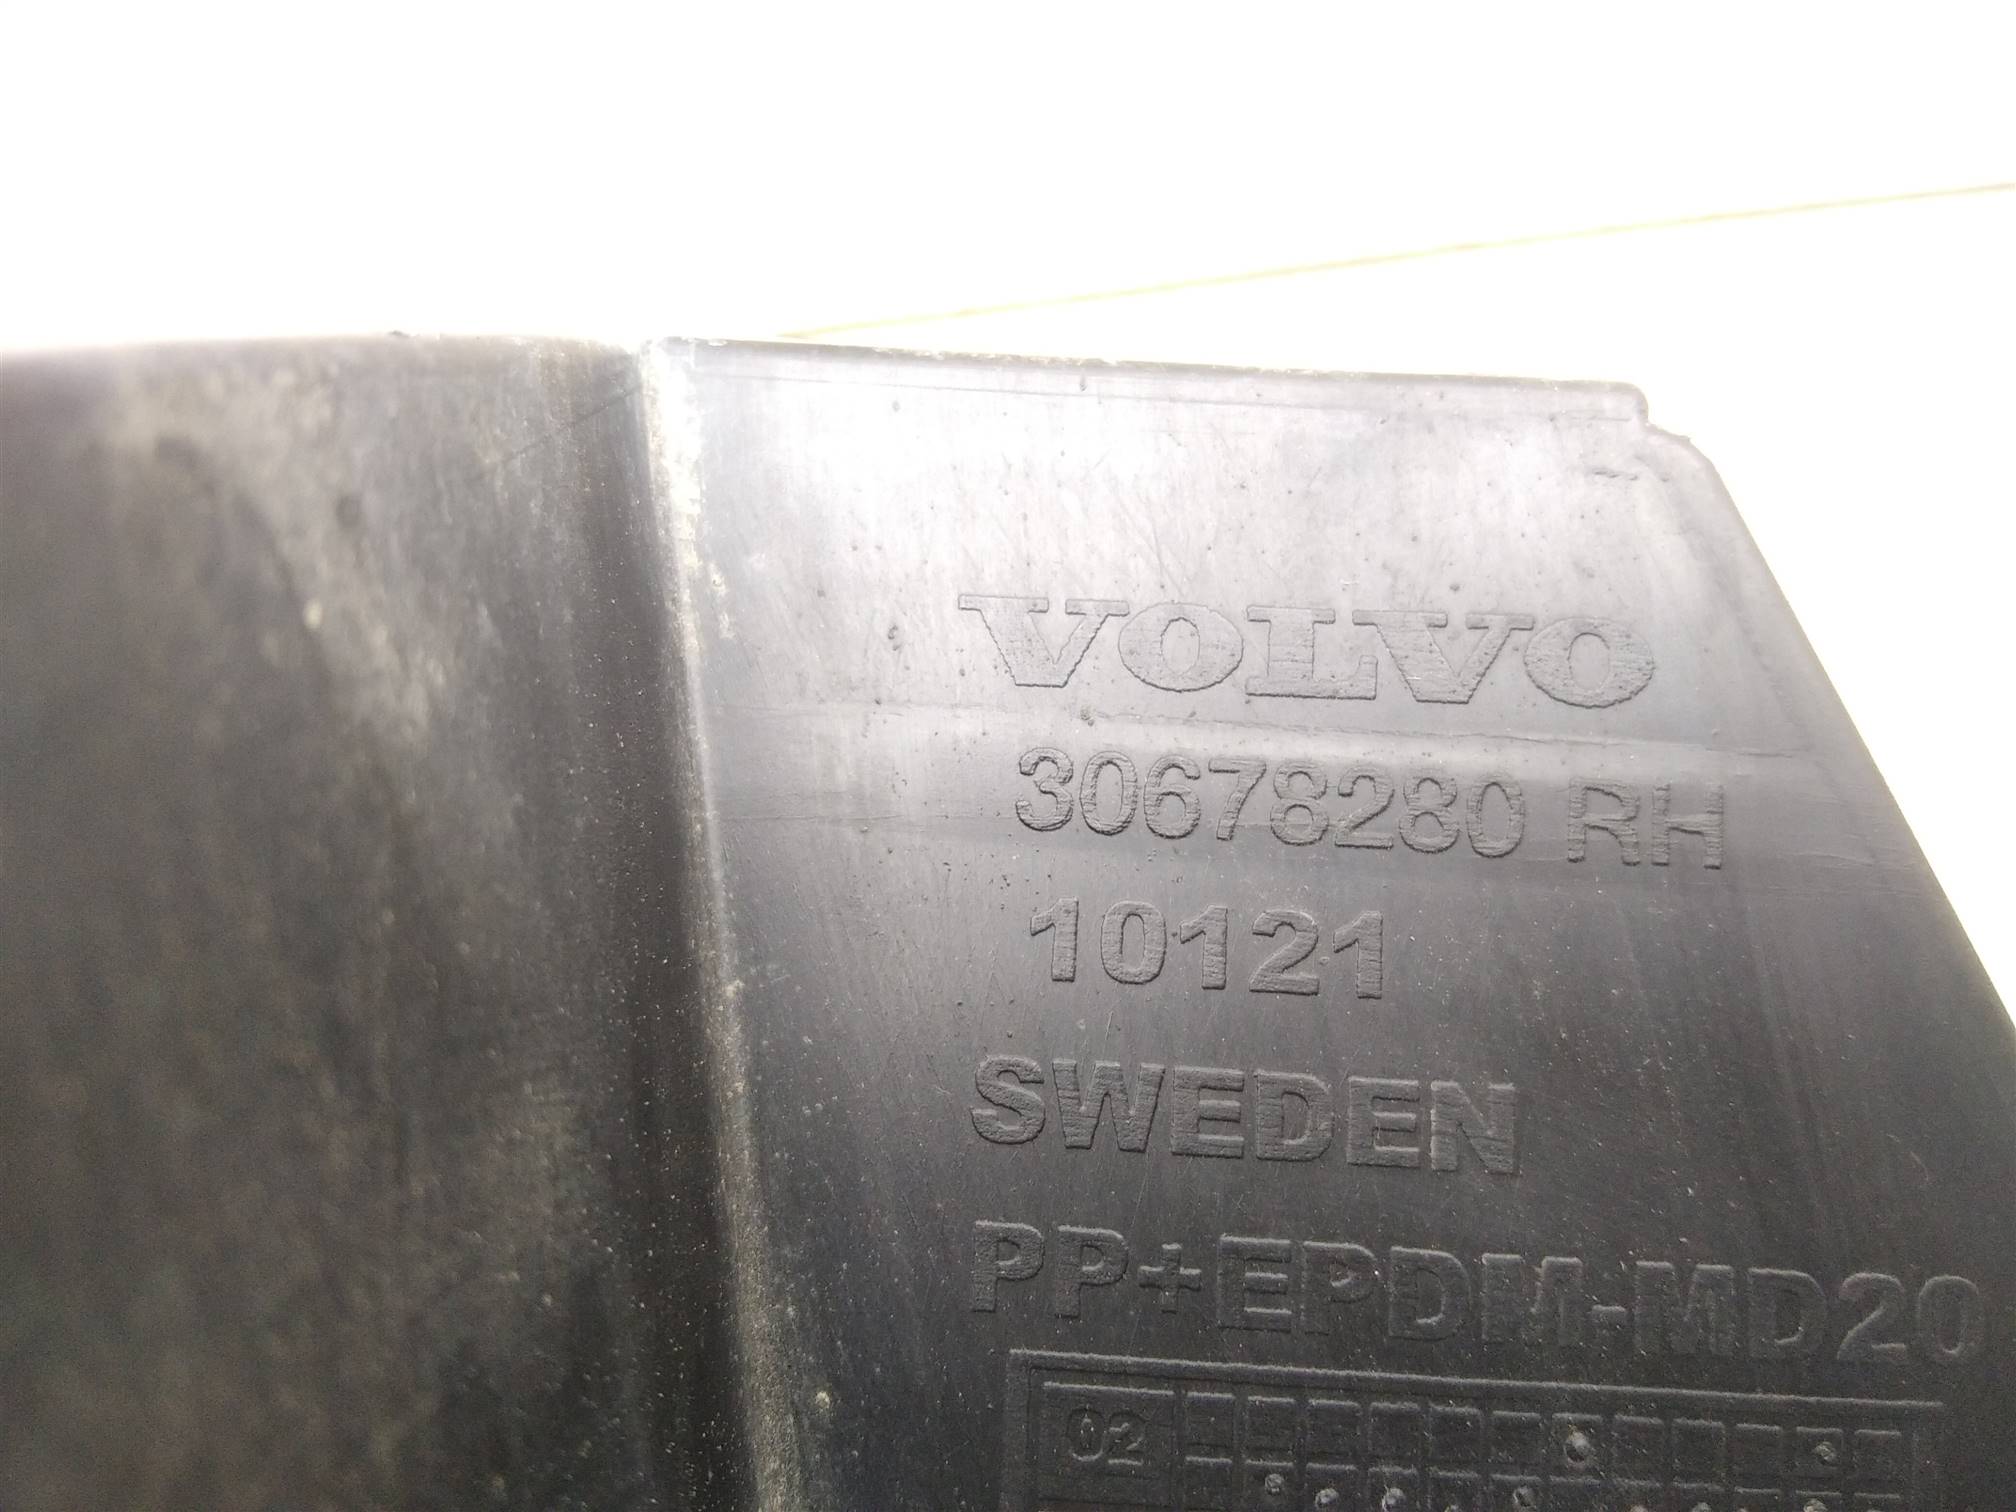 VOLVO
30678280 RH
10121
SWEDEN
PP+EPDM-MD20
02